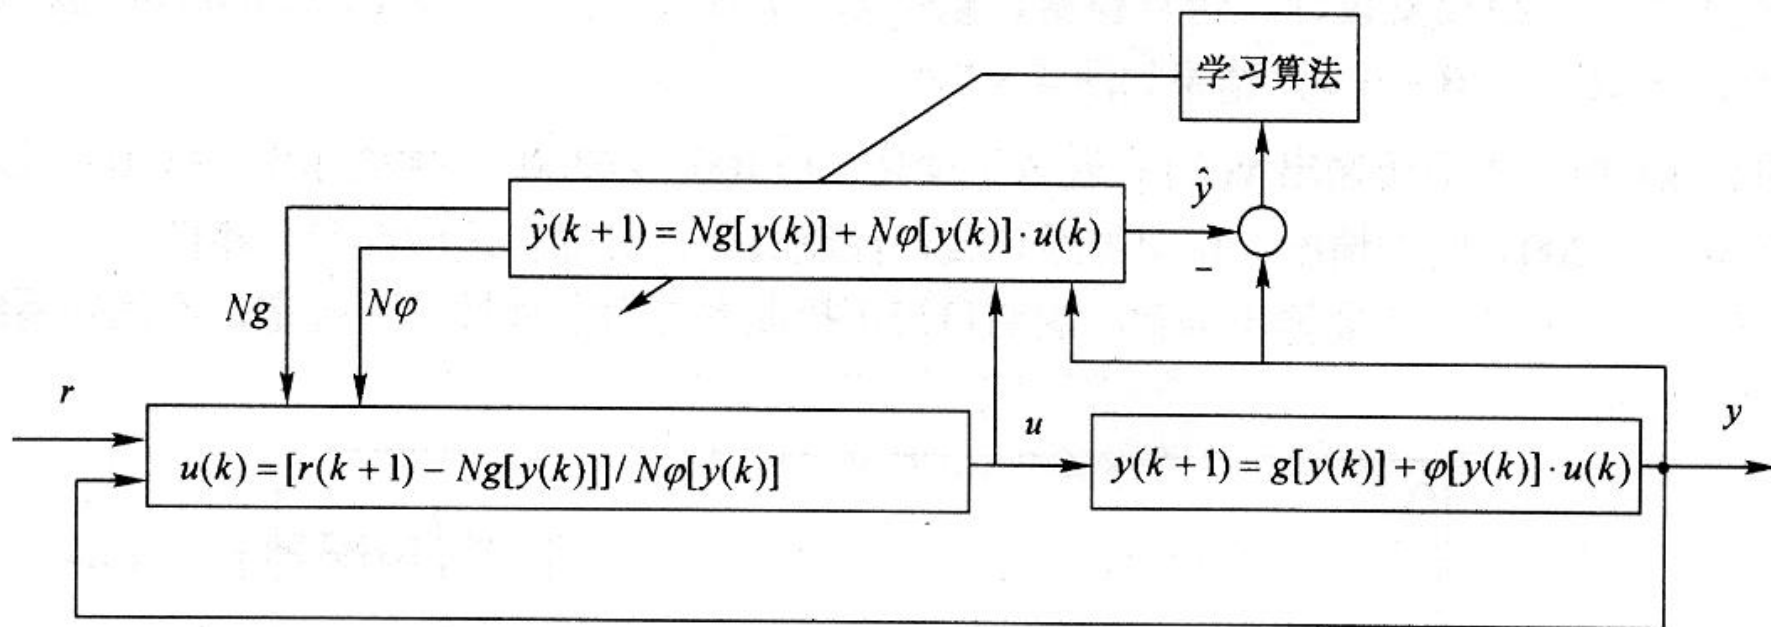 学习算法
ŷ
ŷ(k + 1) = Ng[y(k)] + Nφ[y(k)] · u(k)
−
Ng
Nφ
r
u
y
u(k) = [r(k + 1) − Ng[y(k)]] / Nφ[y(k)]
y(k + 1) = g[y(k)] + φ[y(k)] · u(k)